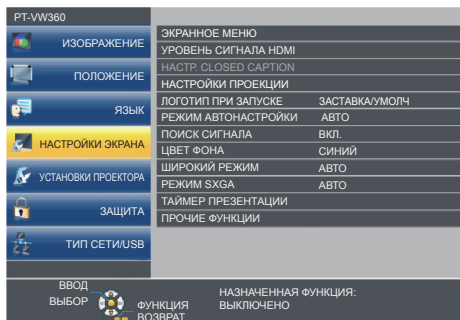 PT-VW360
ИЗОБРАЖЕНИЕ
ПОЛОЖЕНИЕ
ЯЗЫК
НАСТРОЙКИ ЭКРАНА
УСТАНОВКИ ПРОЕКТОРА
ЗАЩИТА
ТИП СЕТИ/USB
ЭКРАННОЕ МЕНЮ
УРОВЕНЬ СИГНАЛА HDMI
НАСТР. CLOSED CAPTION
НАСТРОЙКИ ПРОЕКЦИИ
ЛОГОТИП ПРИ ЗАПУСКЕ ЗАСТАВКА/УМОЛЧ
РЕЖИМ АВТОНАСТРОЙКИ АВТО
ПОИСК СИГНАЛА ВКЛ.
ЦВЕТ ФОНА СИНИЙ
ШИРОКИЙ РЕЖИМ АВТО
РЕЖИМ SXGA АВТО
ТАЙМЕР ПРЕЗЕНТАЦИИ
ПРОЧИЕ ФУНКЦИИ
ВВОД
ВЫБОР
ФУНКЦИЯ
ВОЗВРАТ
НАЗНАЧЕННАЯ ФУНКЦИЯ:
ВЫКЛЮЧЕНО